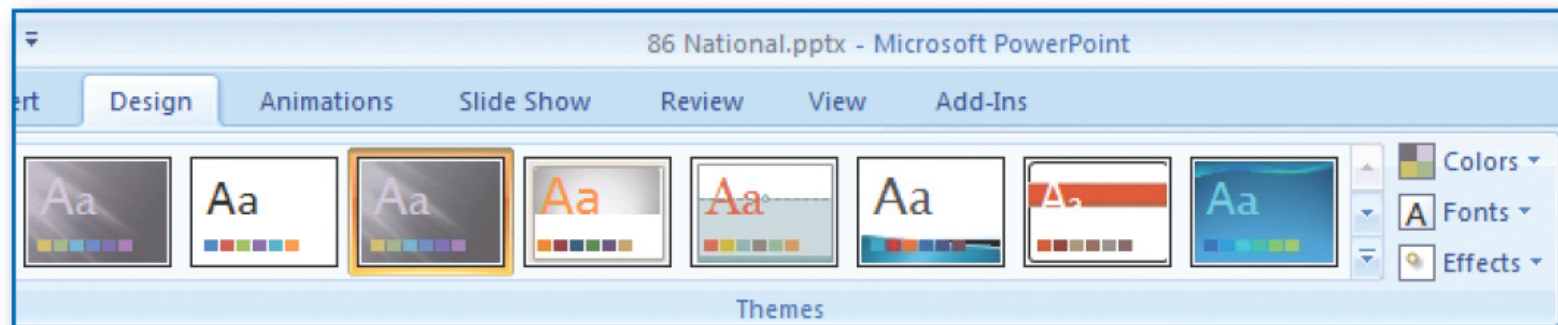 86 National.pptx - Microsoft PowerPoint
ert Design Animations Slide Show Review View Add-Ins
Aa Aa Aa Aa Aa Aa Aa Aa
Colors
A Fonts
Effects
Themes